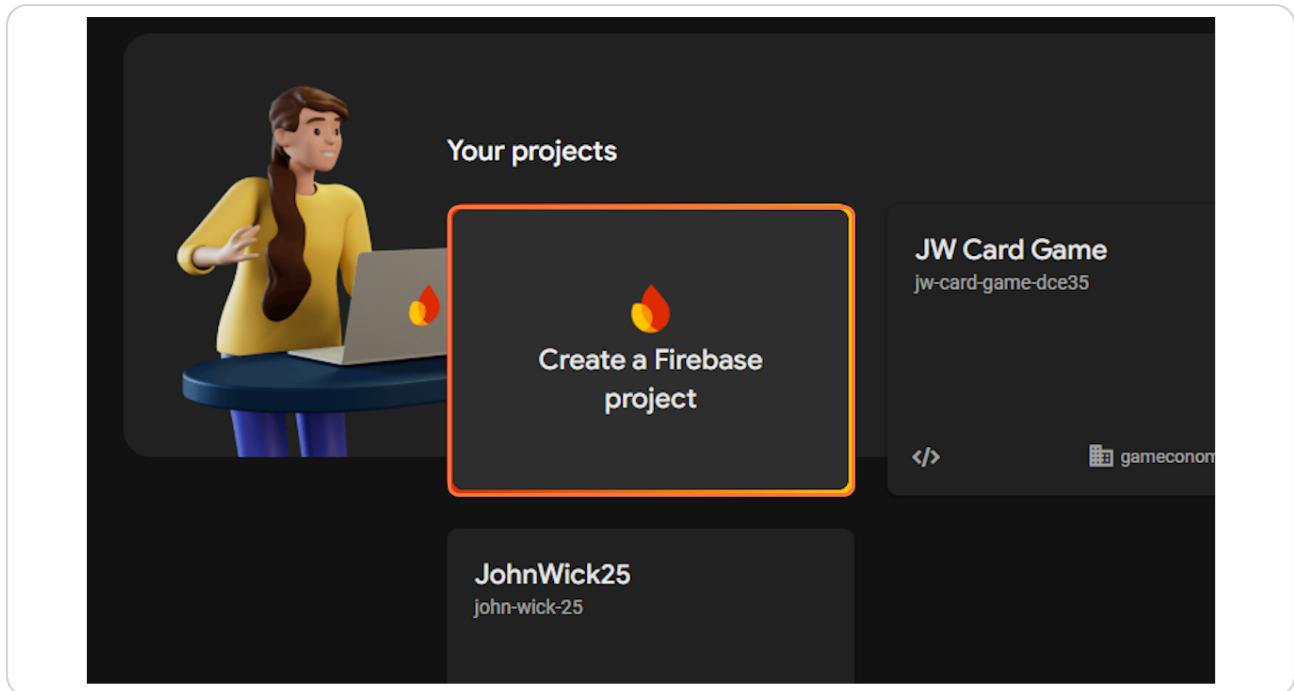 Your projects
Create a Firebase
project
JW Card Game
jw-card-game-dce35
</>
JohnWick25
john-wick-25